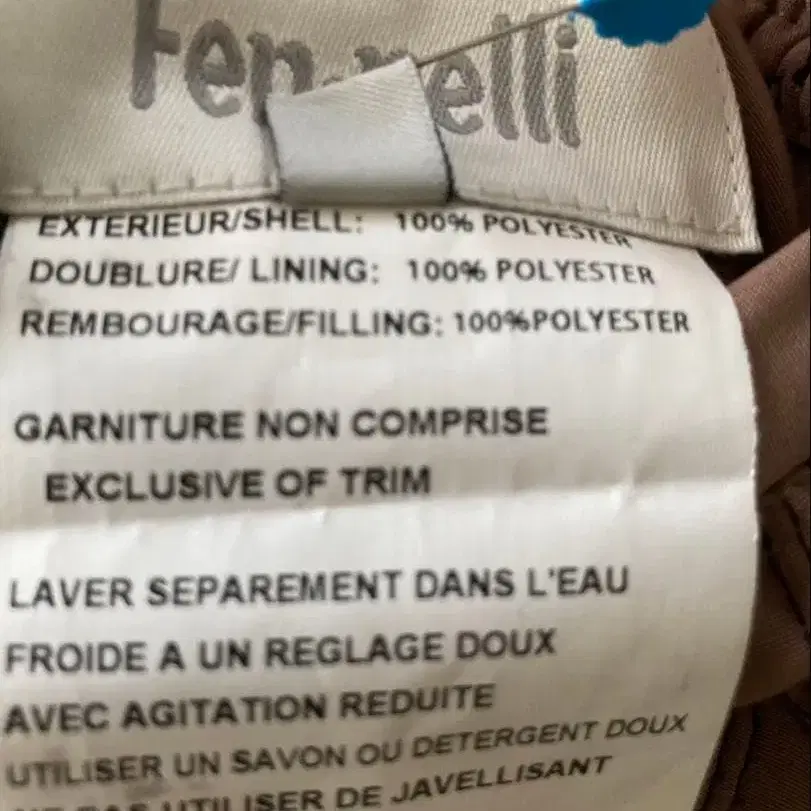 EXTERIEUR/SHELL: 100% POLYESTER
DOUBLURE/ LINING: 100% POLYESTER
REMBOURAGE/FILLING: 100%POLYESTER
GARNITURE NON COMPRISE
EXCLUSIVE OF TRIM
LAVER SEPAREMENT DANS L'EAU
FROIDE A UN REGLAGE DOUX
AVEC AGITATION REDUITE
UTILISER UN SAVON OU DETERGENT DOUX
NE PAS UTILISER DE JAVELLISANT